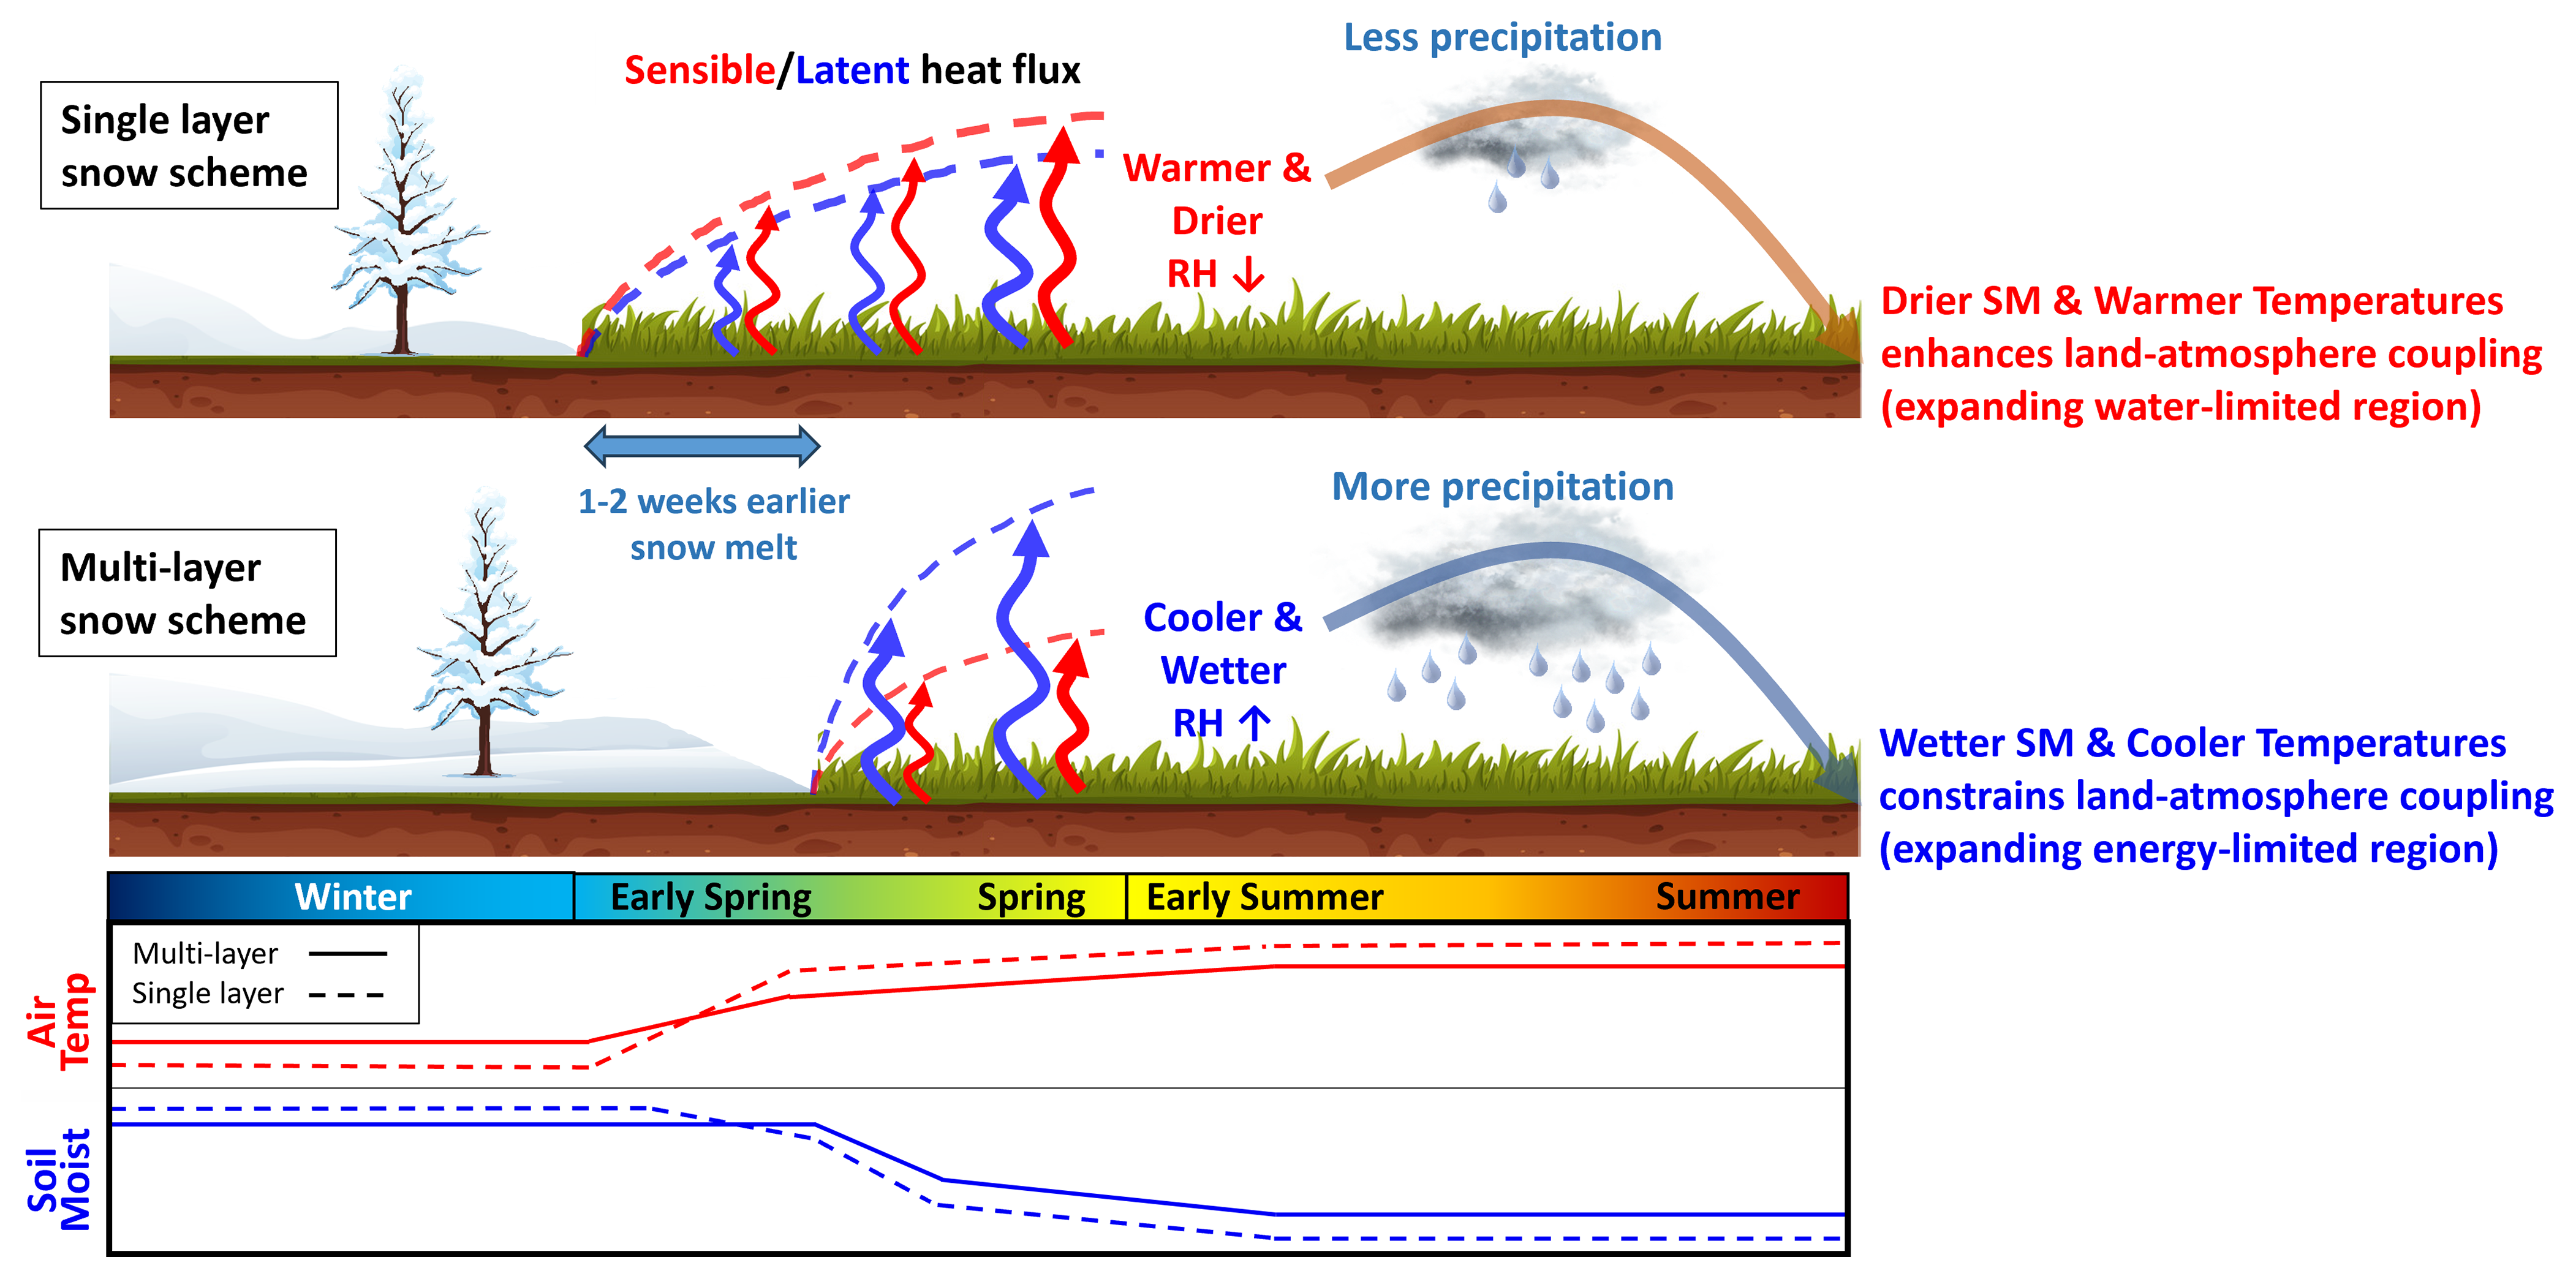 Single layer
snow scheme
Sensible/Latent heat flux
Warmer &
Drier
RH ↓
Less precipitation
Drier SM & Warmer Temperatures
enhances land-atmosphere coupling
(expanding water-limited region)
1-2 weeks earlier
snow melt
Multi-layer
snow scheme
Cooler &
Wetter
RH ↑
More precipitation
Wetter SM & Cooler Temperatures
constrains land-atmosphere coupling
(expanding energy-limited region)
Winter Early Spring Spring Early Summer Summer
Multi-layer
Single layer
Air
Temp
Soil
Moist